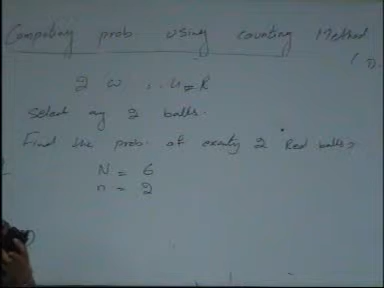 Computing prob using counting Method
2 W , 4 = R
Select any 2 balls.
Find the prob. of exactly 2 Red balls?
N = 6
n = 2